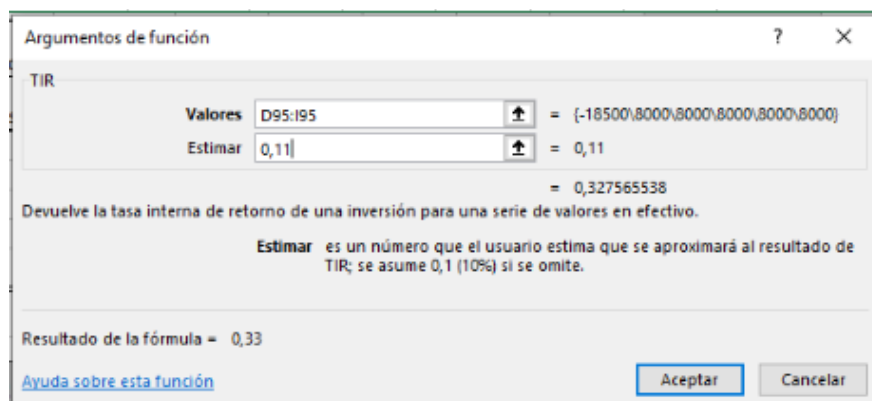 Argumentos de función ? ×
TIR
Valores D95:I95 = {-18500\8000\8000\8000\8000\8000}
Estimar 0,11 = 0,11
= 0,327565538
Devuelve la tasa interna de retorno de una inversión para una serie de valores en efectivo.
Estimar es un número que el usuario estima que se aproximará al resultado de
TIR; se asume 0,1 (10%) si se omite.
Resultado de la fórmula = 0,33
Ayuda sobre esta función Aceptar Cancelar